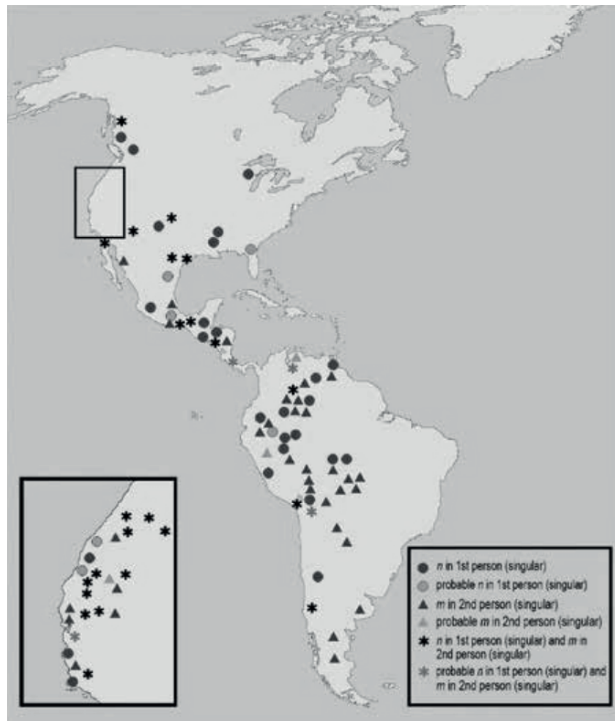 n in 1st person (singular)
probable n in 1st person (singular)
m in 2nd person (singular)
probable m in 2nd person (singular)
n in 1st person (singular) and m in
2nd person (singular)
probable n in 1st person (singular) and
m in 2nd person (singular)